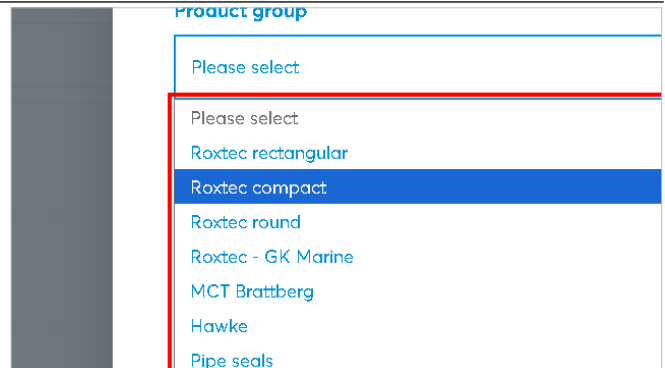 Product group
Please select
Please select
Roxtec rectangular
Roxtec compact
Roxtec round
Roxtec - GK Marine
MCT Brattberg
Hawke
Pipe seals